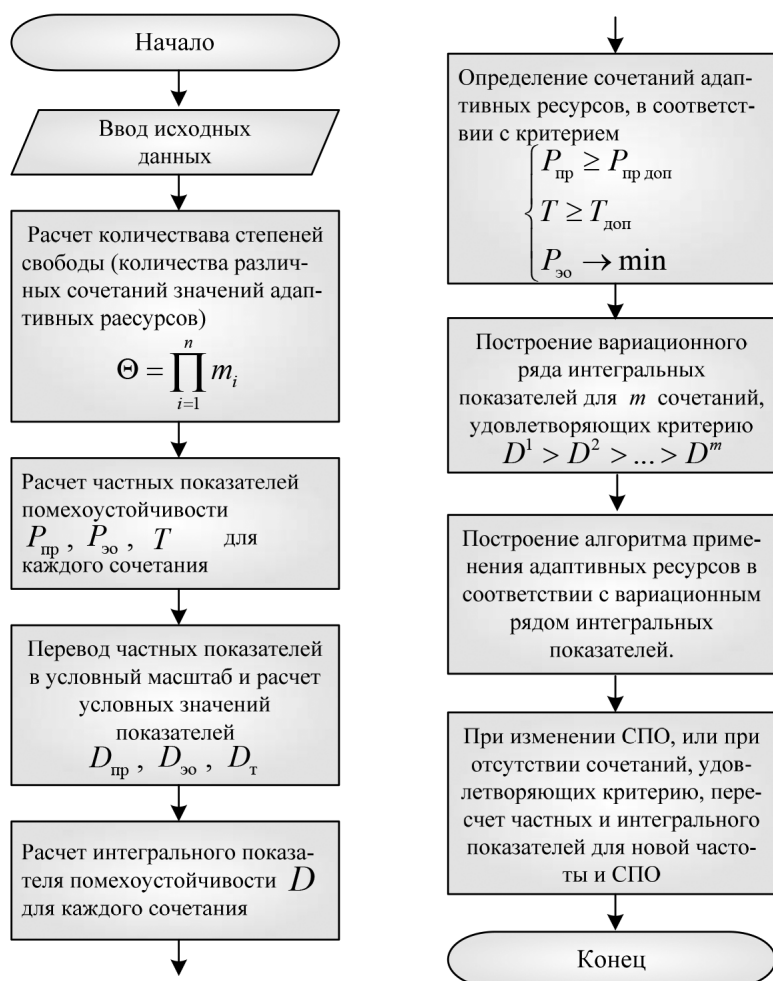 Начало
Ввод исходных
данных
Расчет количествава степеней
свободы (количества различ-
ных сочетаний значений адап-
тивных раесурсов)
Θ = ∏_{i=1}^{n} m_i
Расчет частных показателей
помехоустойчивости
P_пр , P_эо , T для
каждого сочетания
Перевод частных показателей
в условный масштаб и расчет
условных значений
показателей
D_пр , D_эо , D_т
Расчет интегрального показа-
теля помехоустойчивости D
для каждого сочетания
Определение сочетаний адап-
тивных ресурсов, в соответст-
вии с критерием
P_пр ≥ P_пр доп
T ≥ T_доп
P_эо → min
Построение вариационного
ряда интегральных
показателей для m сочетаний,
удовлетворяющих критерию
D^1 > D^2 > ... > D^m
Построение алгоритма приме-
нения адаптивных ресурсов в
соответствии с вариационным
рядом интегральных
показателей.
При изменении СПО, или при
отсутствии сочетаний, удов-
летворяющих критерию, пере-
счет частных и интегрального
показателей для новой часто-
ты и СПО
Конец